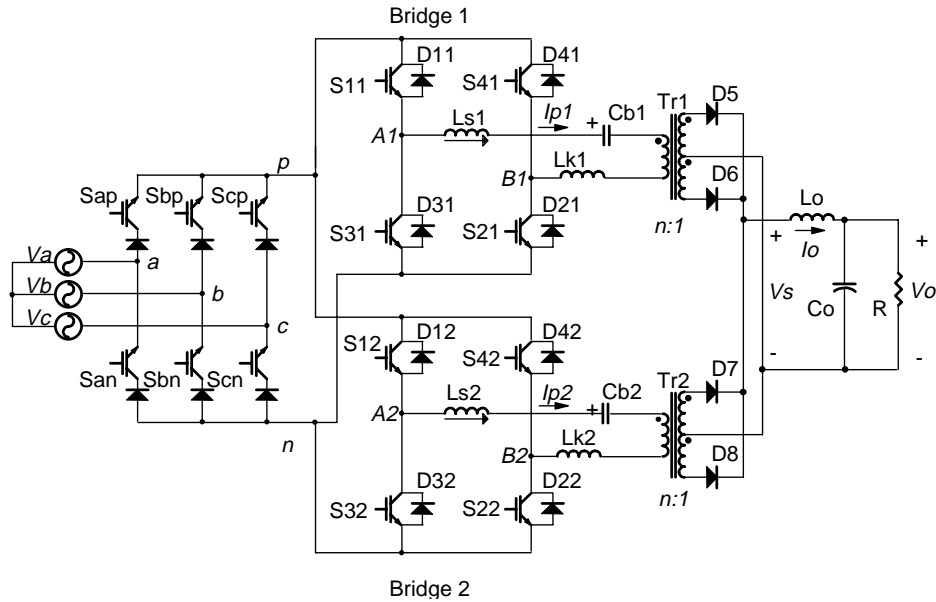 Bridge 1
D11
D41
S11
S41
Tr1
D5
Ls1
Ip1
+
Cb1
A1
Lk1
p
B1
D6
Sap
Sbp
Scp
D31
D21
n:1
Lo
S31
S21
+
Io
+
Va
a
Vb
b
Vs
Co
R
Vo
Vc
c
D12
D42
S12
S42
-
-
San
Sbn
Scn
Ls2
Ip2
+
Cb2
Tr2
D7
A2
Lk2
n
B2
D8
D32
D22
n:1
S32
S22
Bridge 2